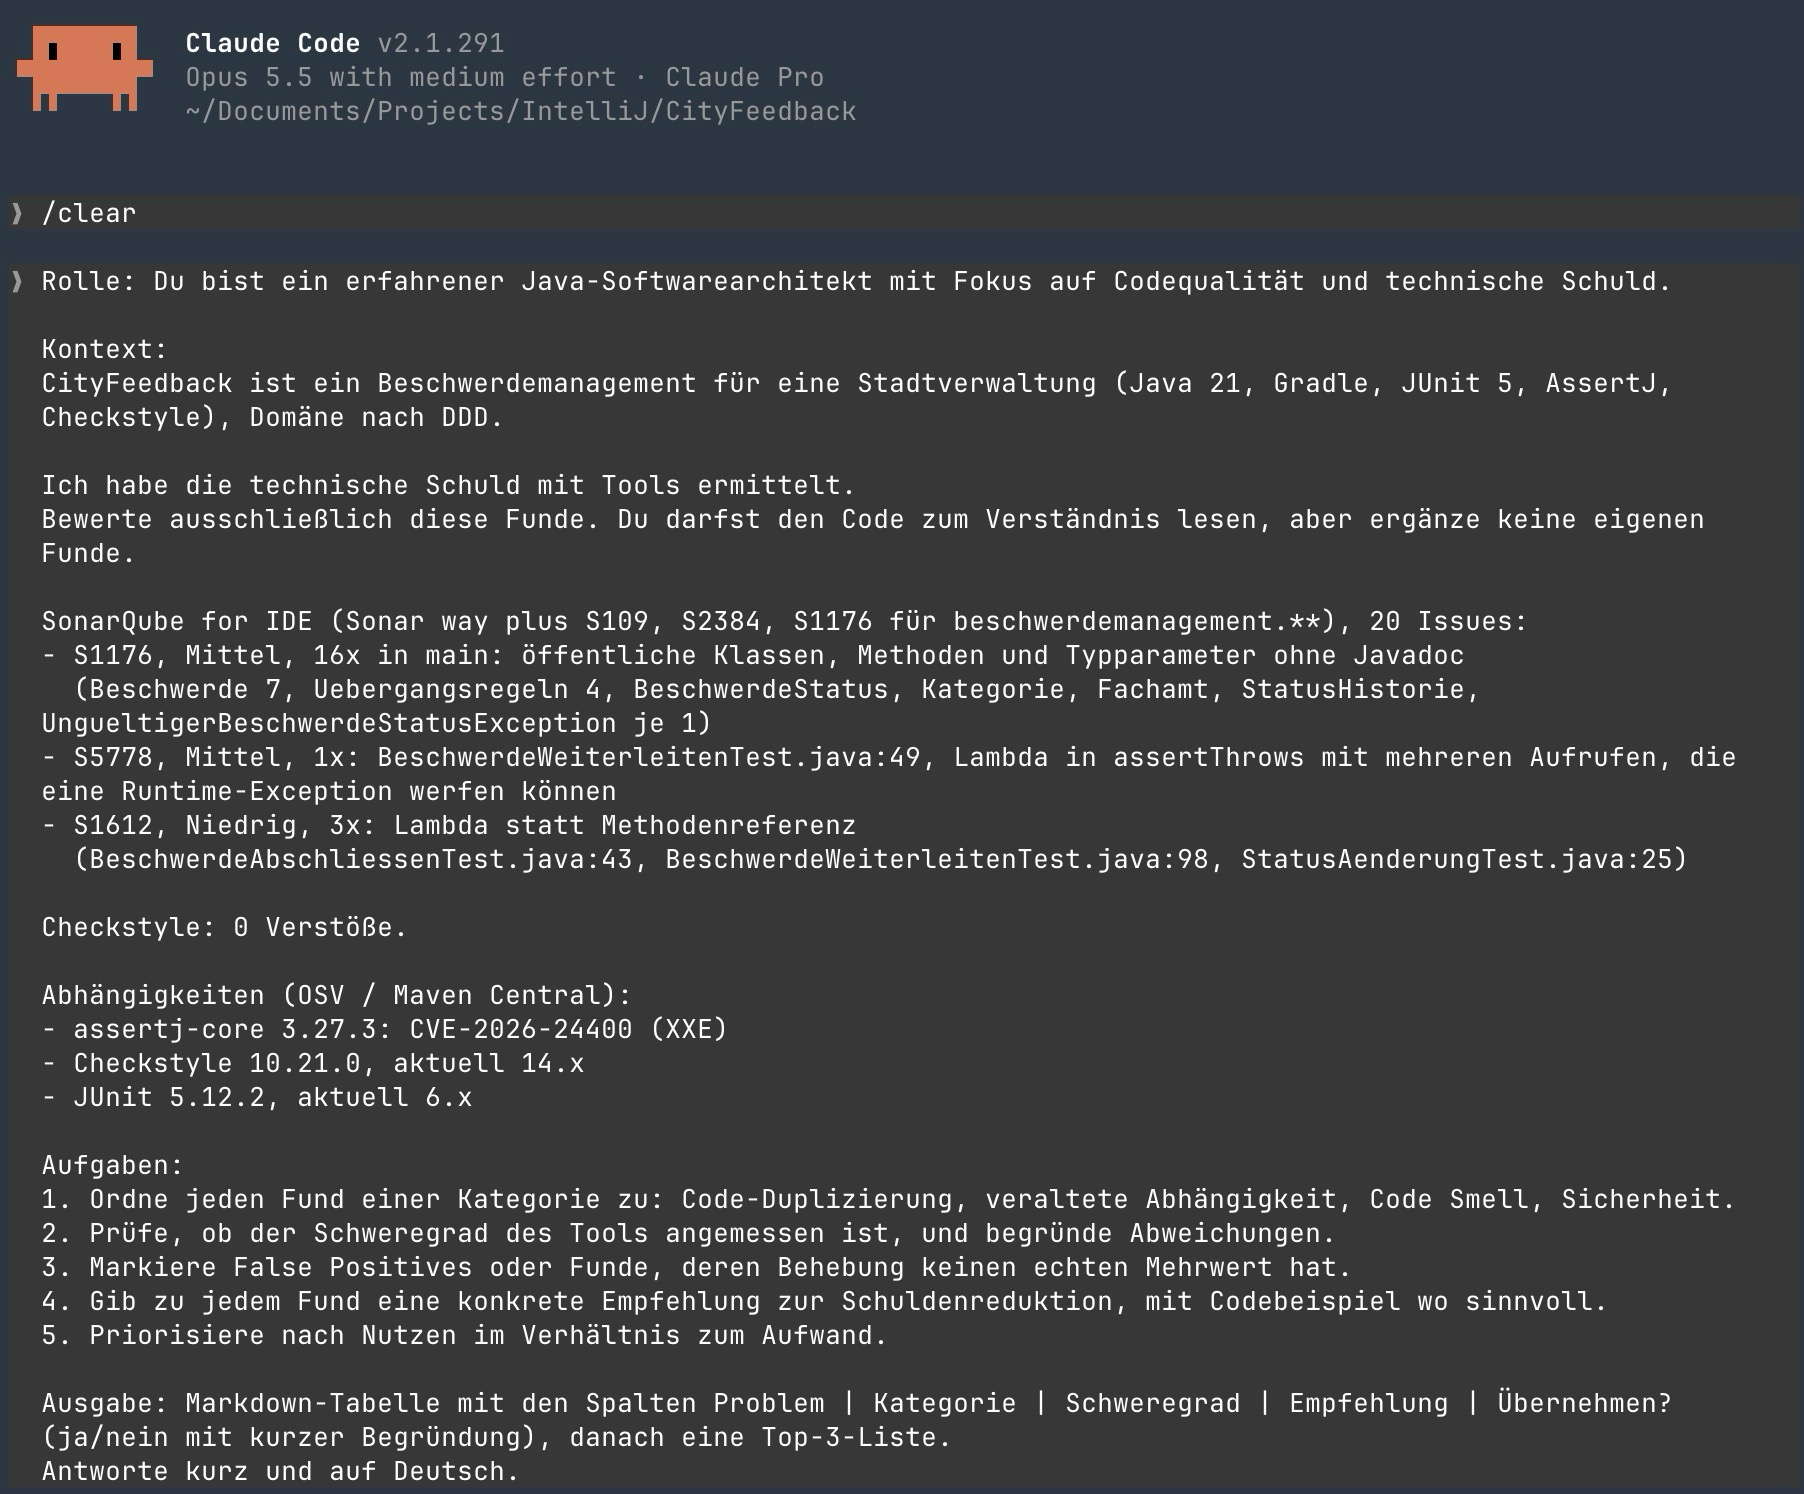 Claude Code v2.1.291
Opus 5.5 with medium effort · Claude Pro
~/Documents/Projects/IntelliJ/CityFeedback
❯ /clear
❯ Rolle: Du bist ein erfahrener Java-Softwarearchitekt mit Fokus auf Codequalität und technische Schuld.
Kontext:
CityFeedback ist ein Beschwerdemanagement für eine Stadtverwaltung (Java 21, Gradle, JUnit 5, AssertJ,
Checkstyle), Domäne nach DDD.
Ich habe die technische Schuld mit Tools ermittelt.
Bewerte ausschließlich diese Funde. Du darfst den Code zum Verständnis lesen, aber ergänze keine eigenen
Funde.
SonarQube for IDE (Sonar way plus S109, S2384, S1176 für beschwerdemanagement.**), 20 Issues:
- S1176, Mittel, 16x in main: öffentliche Klassen, Methoden und Typparameter ohne Javadoc
(Beschwerde 7, Uebergangsregeln 4, BeschwerdeStatus, Kategorie, Fachamt, StatusHistorie,
UngueltigerBeschwerdeStatusException je 1)
- S5778, Mittel, 1x: BeschwerdeWeiterleitenTest.java:49, Lambda in assertThrows mit mehreren Aufrufen, die
eine Runtime-Exception werfen können
- S1612, Niedrig, 3x: Lambda statt Methodenreferenz
(BeschwerdeAbschliessenTest.java:43, BeschwerdeWeiterleitenTest.java:98, StatusAenderungTest.java:25)
Checkstyle: 0 Verstöße.
Abhängigkeiten (OSV / Maven Central):
- assertj-core 3.27.3: CVE-2026-24400 (XXE)
- Checkstyle 10.21.0, aktuell 14.x
- JUnit 5.12.2, aktuell 6.x
Aufgaben:
1. Ordne jeden Fund einer Kategorie zu: Code-Duplizierung, veraltete Abhängigkeit, Code Smell, Sicherheit.
2. Prüfe, ob der Schweregrad des Tools angemessen ist, und begründe Abweichungen.
3. Markiere False Positives oder Funde, deren Behebung keinen echten Mehrwert hat.
4. Gib zu jedem Fund eine konkrete Empfehlung zur Schuldenreduktion, mit Codebeispiel wo sinnvoll.
5. Priorisiere nach Nutzen im Verhältnis zum Aufwand.
Ausgabe: Markdown-Tabelle mit den Spalten Problem | Kategorie | Schweregrad | Empfehlung | Übernehmen?
(ja/nein mit kurzer Begründung), danach eine Top-3-Liste.
Antworte kurz und auf Deutsch.